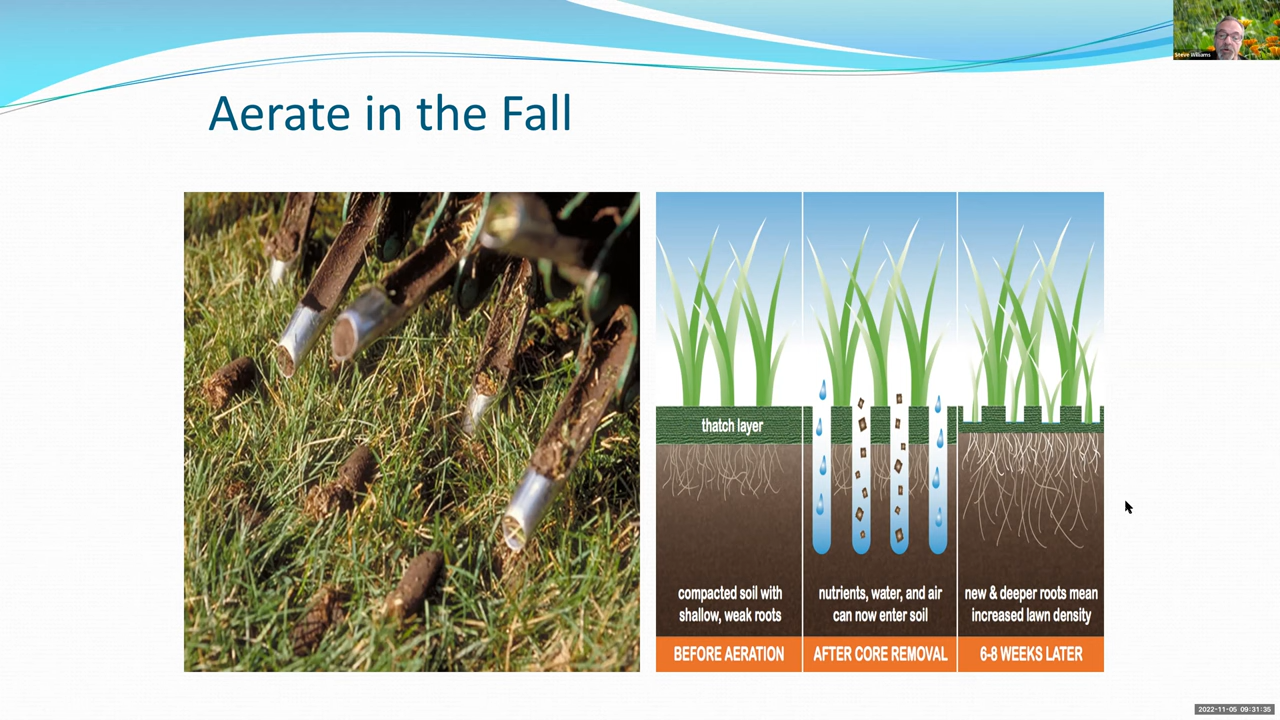 Steve Williams
Aerate in the Fall
thatch layer
compacted soil with
shallow, weak roots
BEFORE AERATION
nutrients, water, and air
can now enter soil
AFTER CORE REMOVAL
new & deeper roots mean
increased lawn density
6-8 WEEKS LATER
2022-11-05 09:31:35